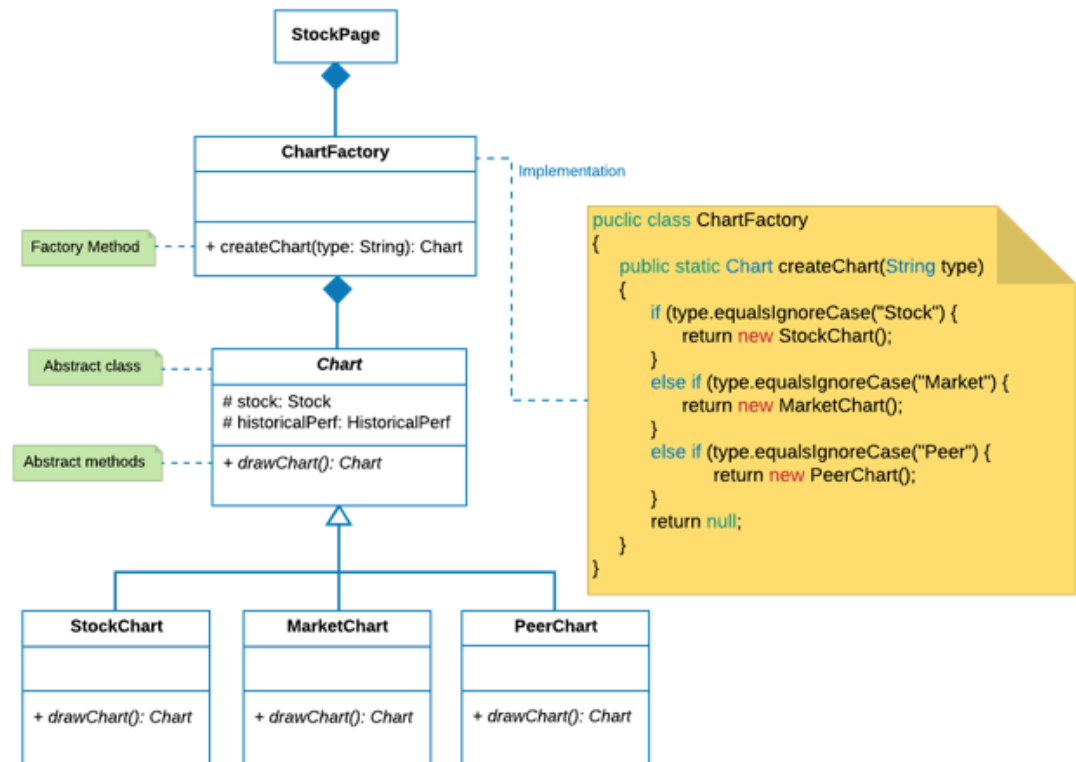 StockPage
ChartFactory
Implementation
Factory Method
+ createChart(type: String): Chart
puclic class ChartFactory
{
public static Chart createChart(String type)
{
if (type.equalsIgnoreCase("Stock") {
return new StockChart();
}
else if (type.equalsIgnoreCase("Market") {
return new MarketChart();
}
else if (type.equalsIgnoreCase("Peer") {
return new PeerChart();
}
return null;
}
}
Abstract class
Chart
# stock: Stock
# historicalPerf: HistoricalPerf
Abstract methods
+ drawChart(): Chart
StockChart
+ drawChart(): Chart
MarketChart
+ drawChart(): Chart
PeerChart
+ drawChart(): Chart